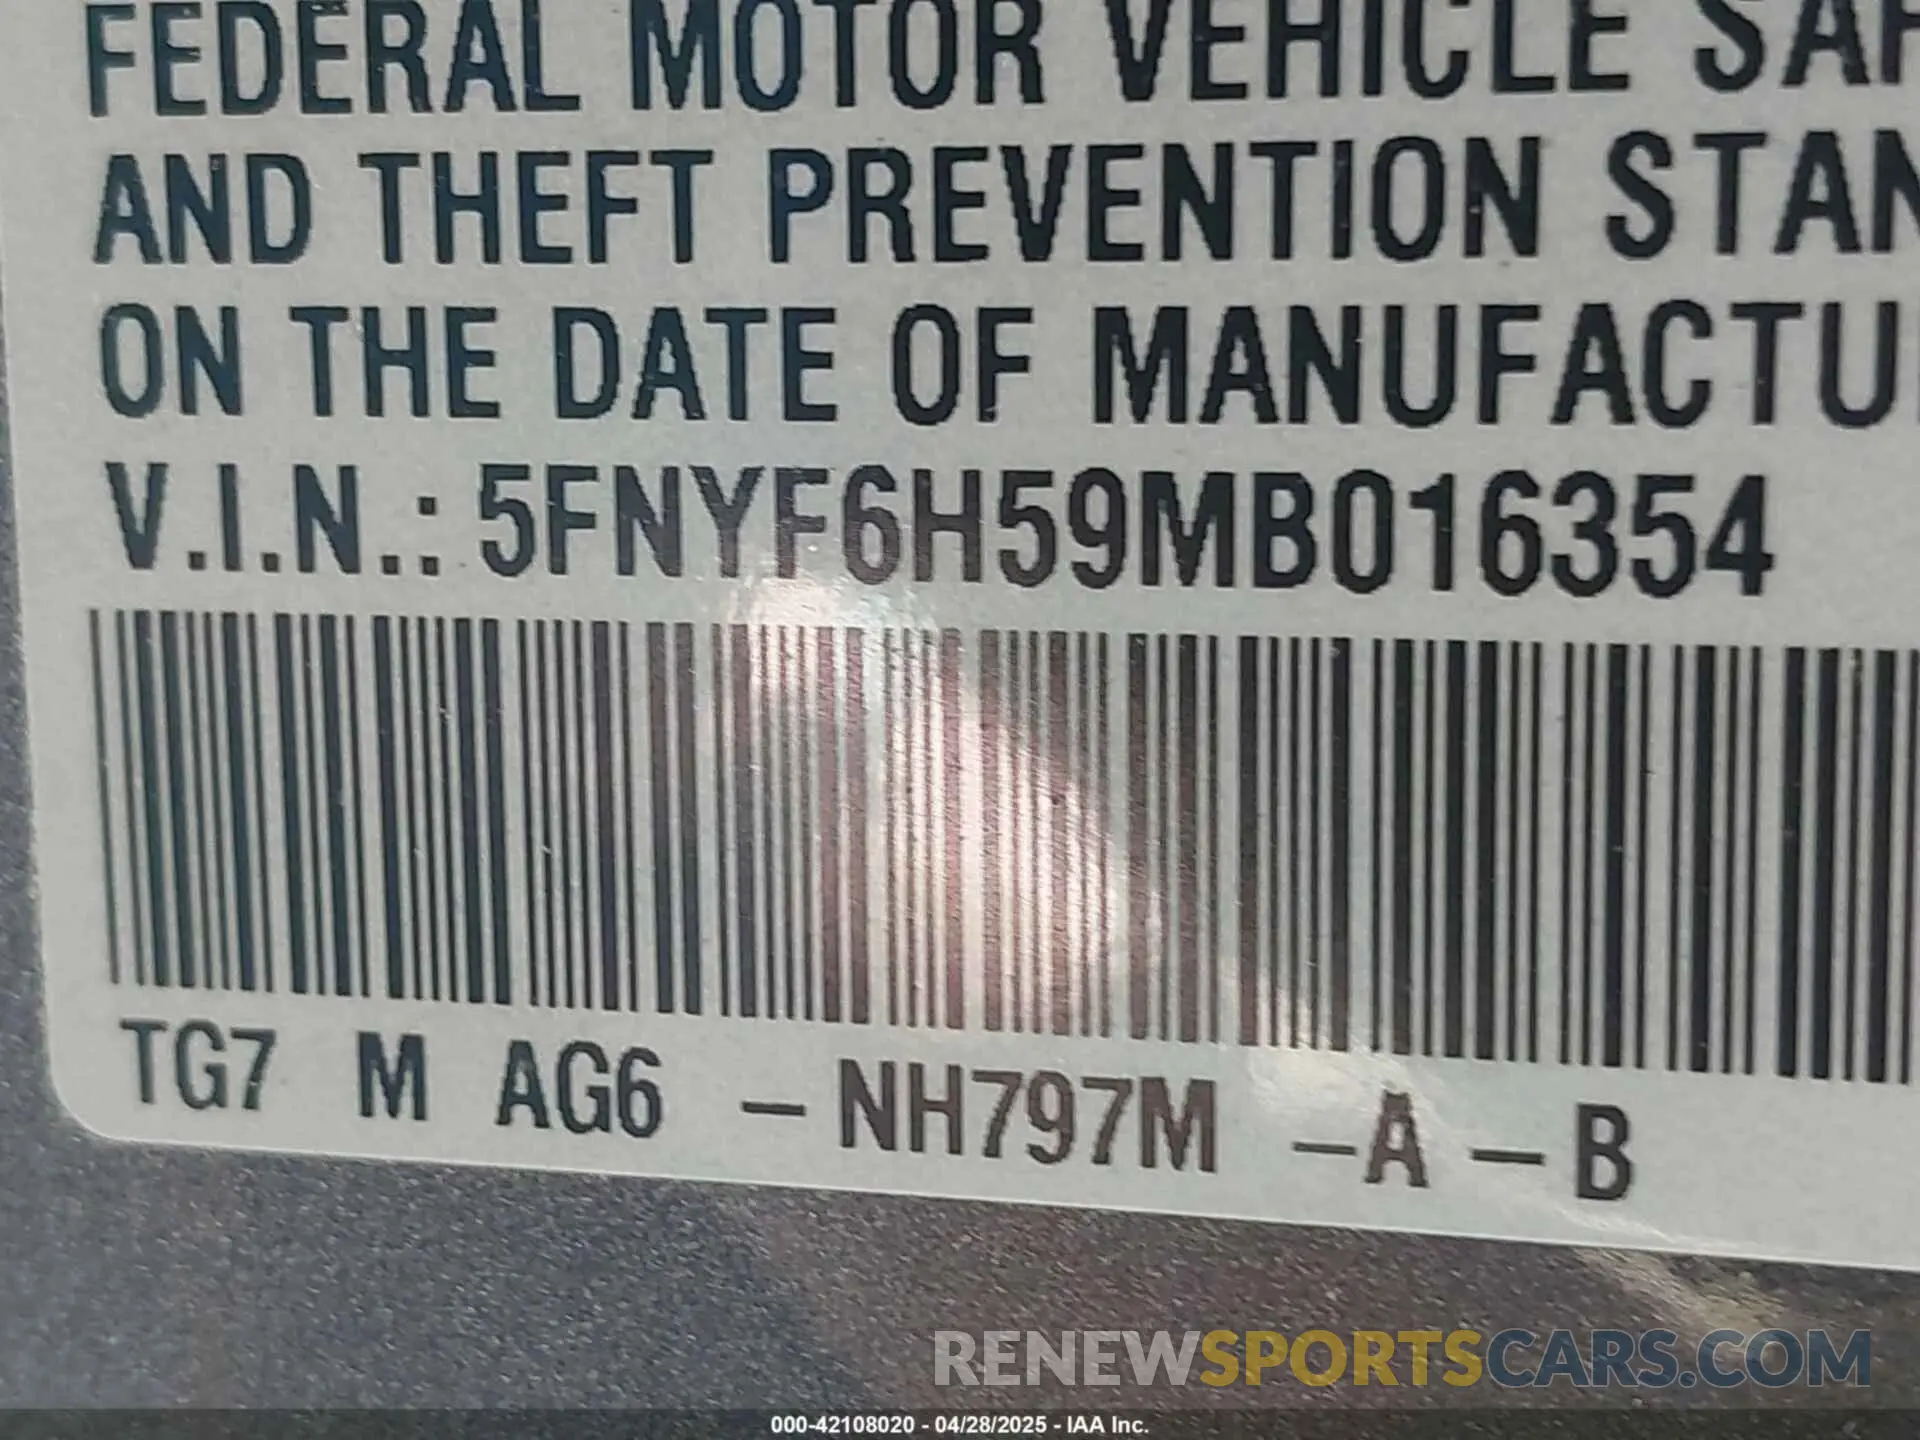 FEDERAL MOTOR VEHICLE SAF
AND THEFT PREVENTION STAN
ON THE DATE OF MANUFACTU
V.I.N.: 5FNYF6H59MB016354
TG7 M AG6 -NH797M -A-B
RENEWSPORTSCARS.COM
000-42108020 - 04/28/2025 - IAA Inc.